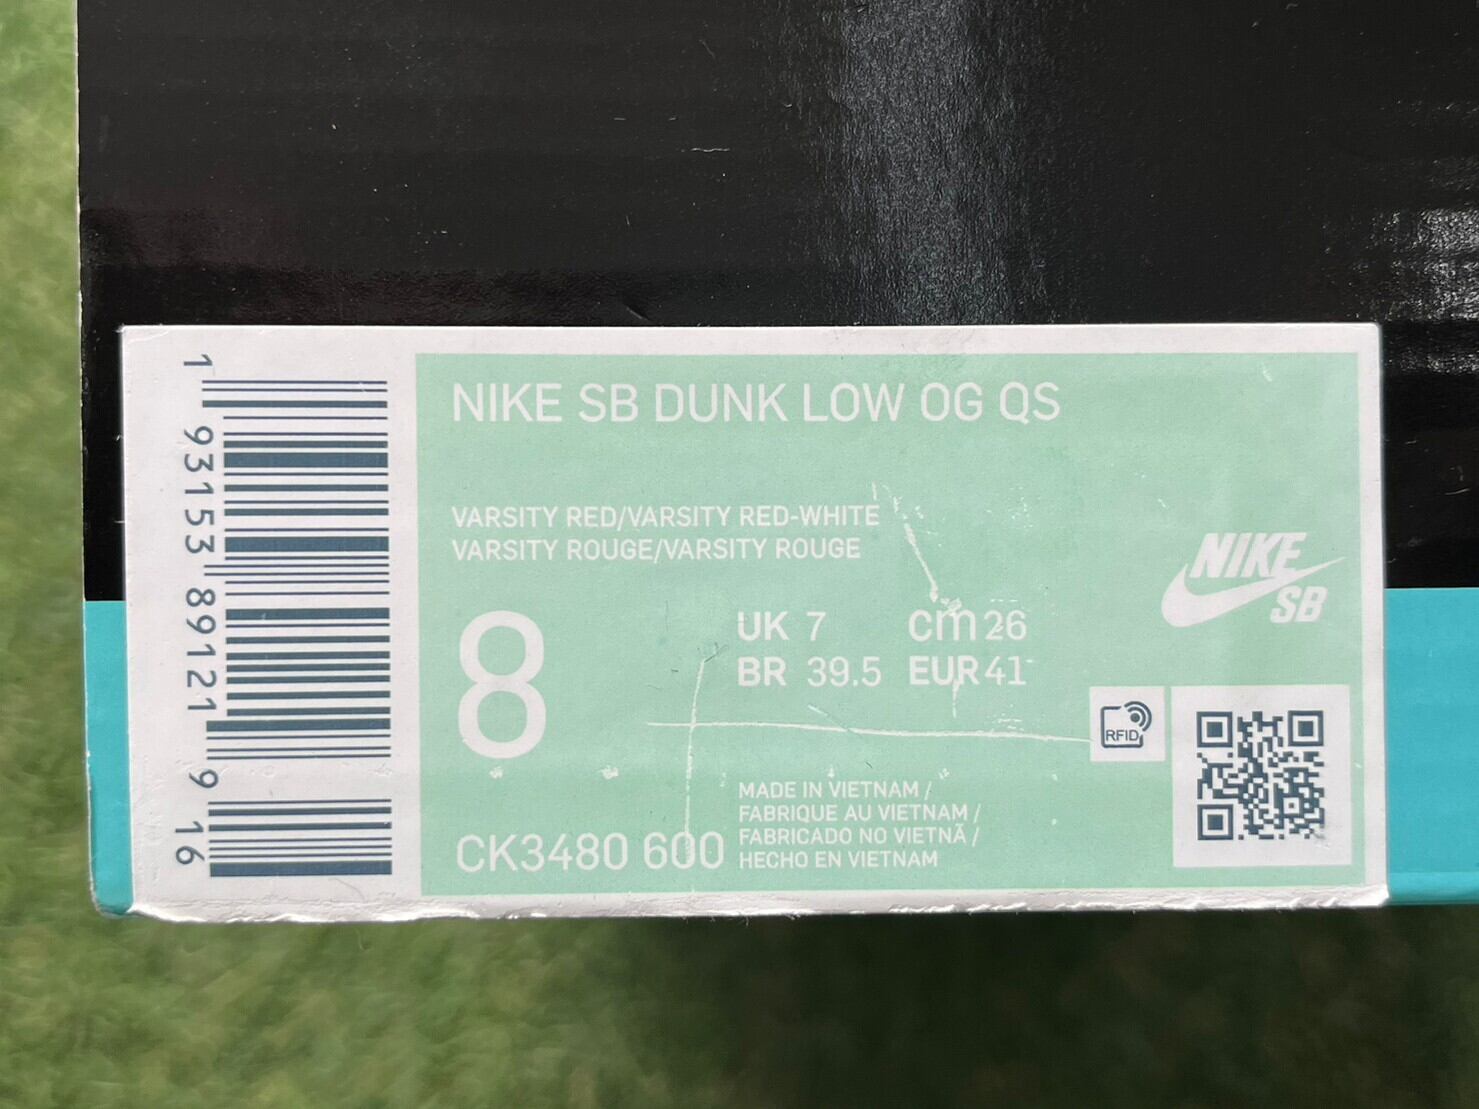 1 93153 89121 9 16
NIKE SB DUNK LOW OG QS
VARSITY RED/VARSITY RED-WHITE
VARSITY ROUGE/VARSITY ROUGE
8
UK 7 cm 26
BR 39.5 EUR 41
NIKE
SB
RFID
CK3480 600
MADE IN VIETNAM /
FABRIQUE AU VIETNAM /
FABRICADO NO VIETNÃ /
HECHO EN VIETNAM